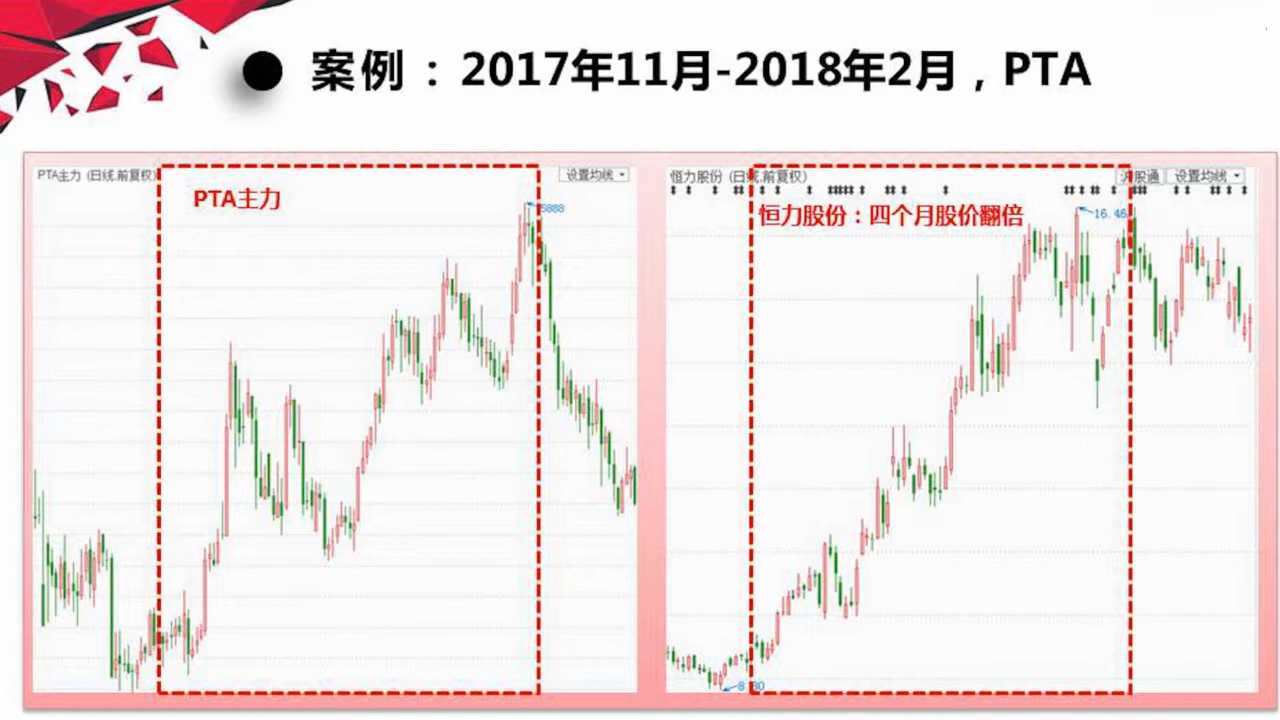 案例：2017年11月-2018年2月，PTA
PTA主力 (日线.前复权)
设置均线
PTA主力
5888
恒力股份 (日线.前复权)
沪股通
设置均线
恒力股份：四个月股价翻倍
16.46